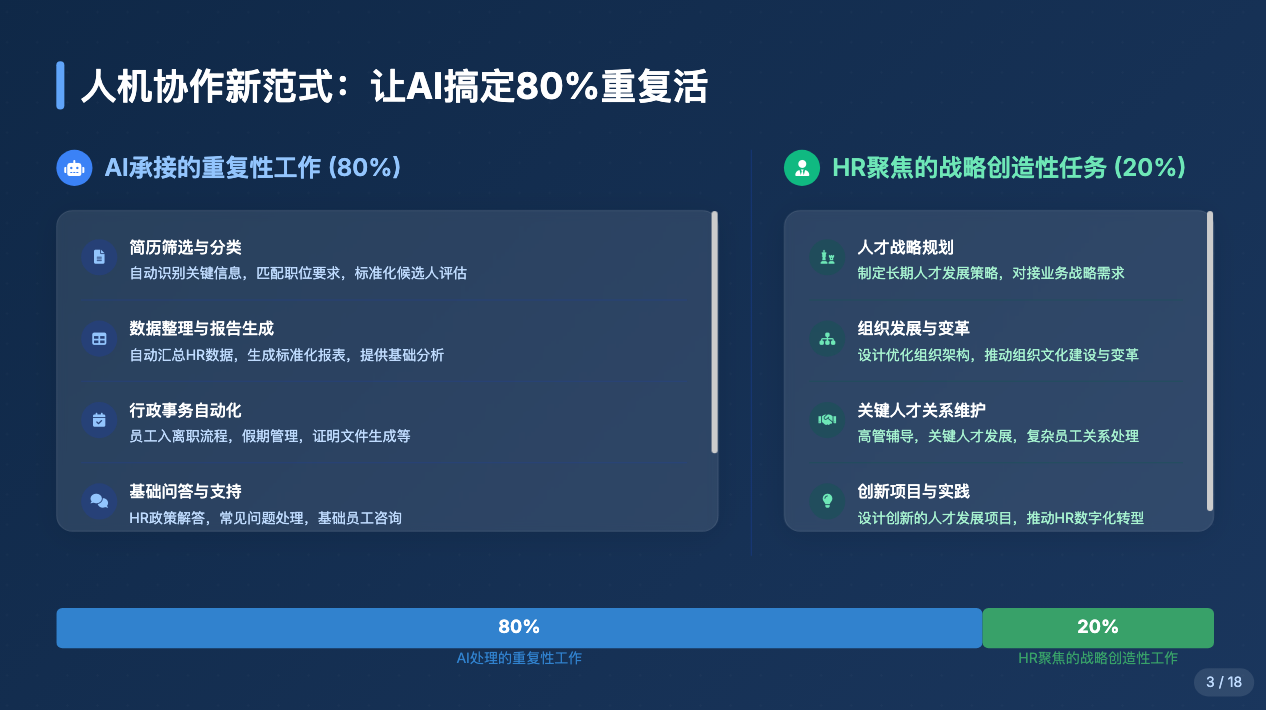 人机协作新范式：让AI搞定80%重复活
AI承接的重复性工作 (80%)
简历筛选与分类
自动识别关键信息，匹配职位要求，标准化候选人评估
数据整理与报告生成
自动汇总HR数据，生成标准化报表，提供基础分析
行政事务自动化
员工入离职流程，假期管理，证明文件生成等
基础问答与支持
HR政策解答，常见问题处理，基础员工咨询
HR聚焦的战略创造性任务 (20%)
人才战略规划
制定长期人才发展策略，对接业务战略需求
组织发展与变革
设计优化组织架构，推动组织文化建设与变革
关键人才关系维护
高管辅导，关键人才发展，复杂员工关系处理
创新项目与实践
设计创新的人才发展项目，推动HR数字化转型
80%
20%
AI处理的重复性工作
HR聚焦的战略创造性工作
3 / 18